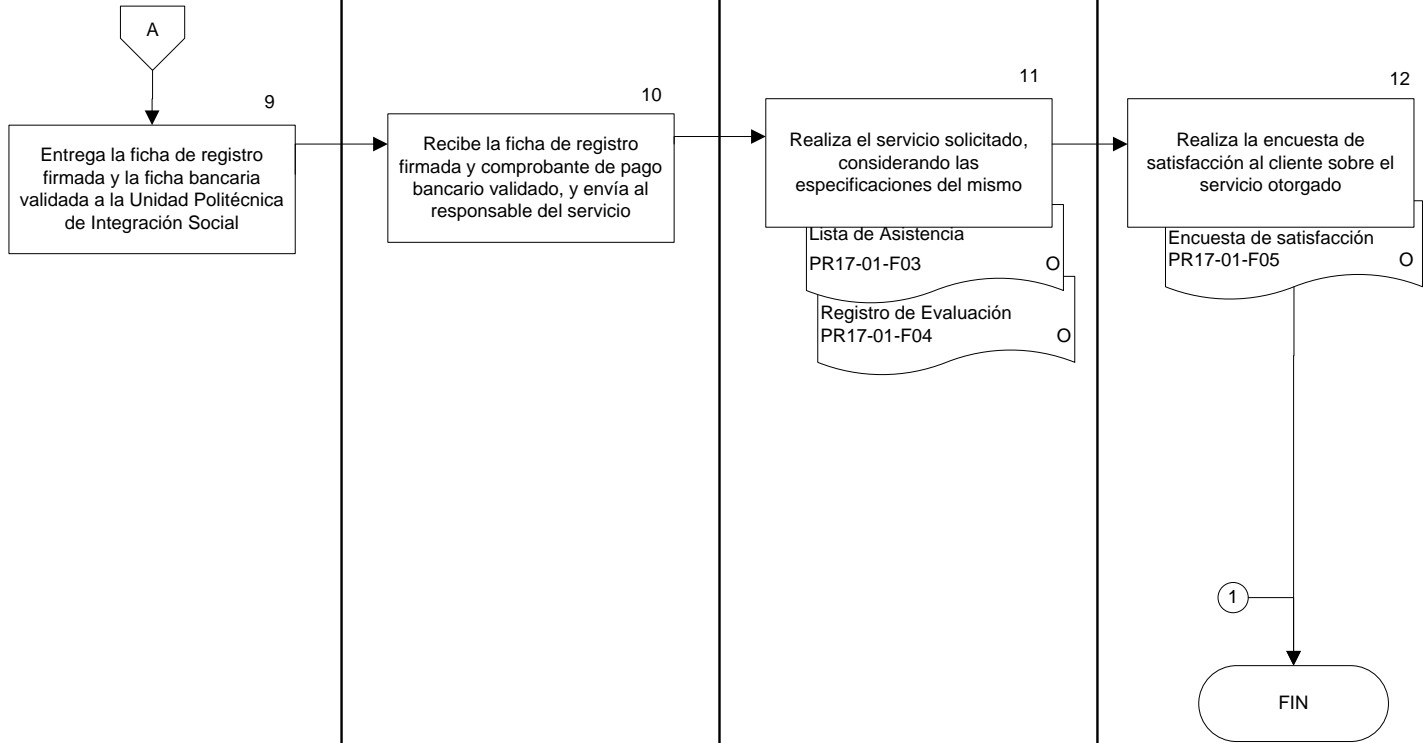 A
9
Entrega la ficha de registro
firmada y la ficha bancaria
validada a la Unidad Politécnica
de Integración Social
10
Recibe la ficha de registro
firmada y comprobante de pago
bancario validado, y envía al
responsable del servicio
11
Realiza el servicio solicitado,
considerando las
especificaciones del mismo
Lista de Asistencia
PR17-01-F03 O
Registro de Evaluación
PR17-01-F04 O
12
Realiza la encuesta de
satisfacción al cliente sobre el
servicio otorgado
Encuesta de satisfacción
PR17-01-F05 O
1
FIN